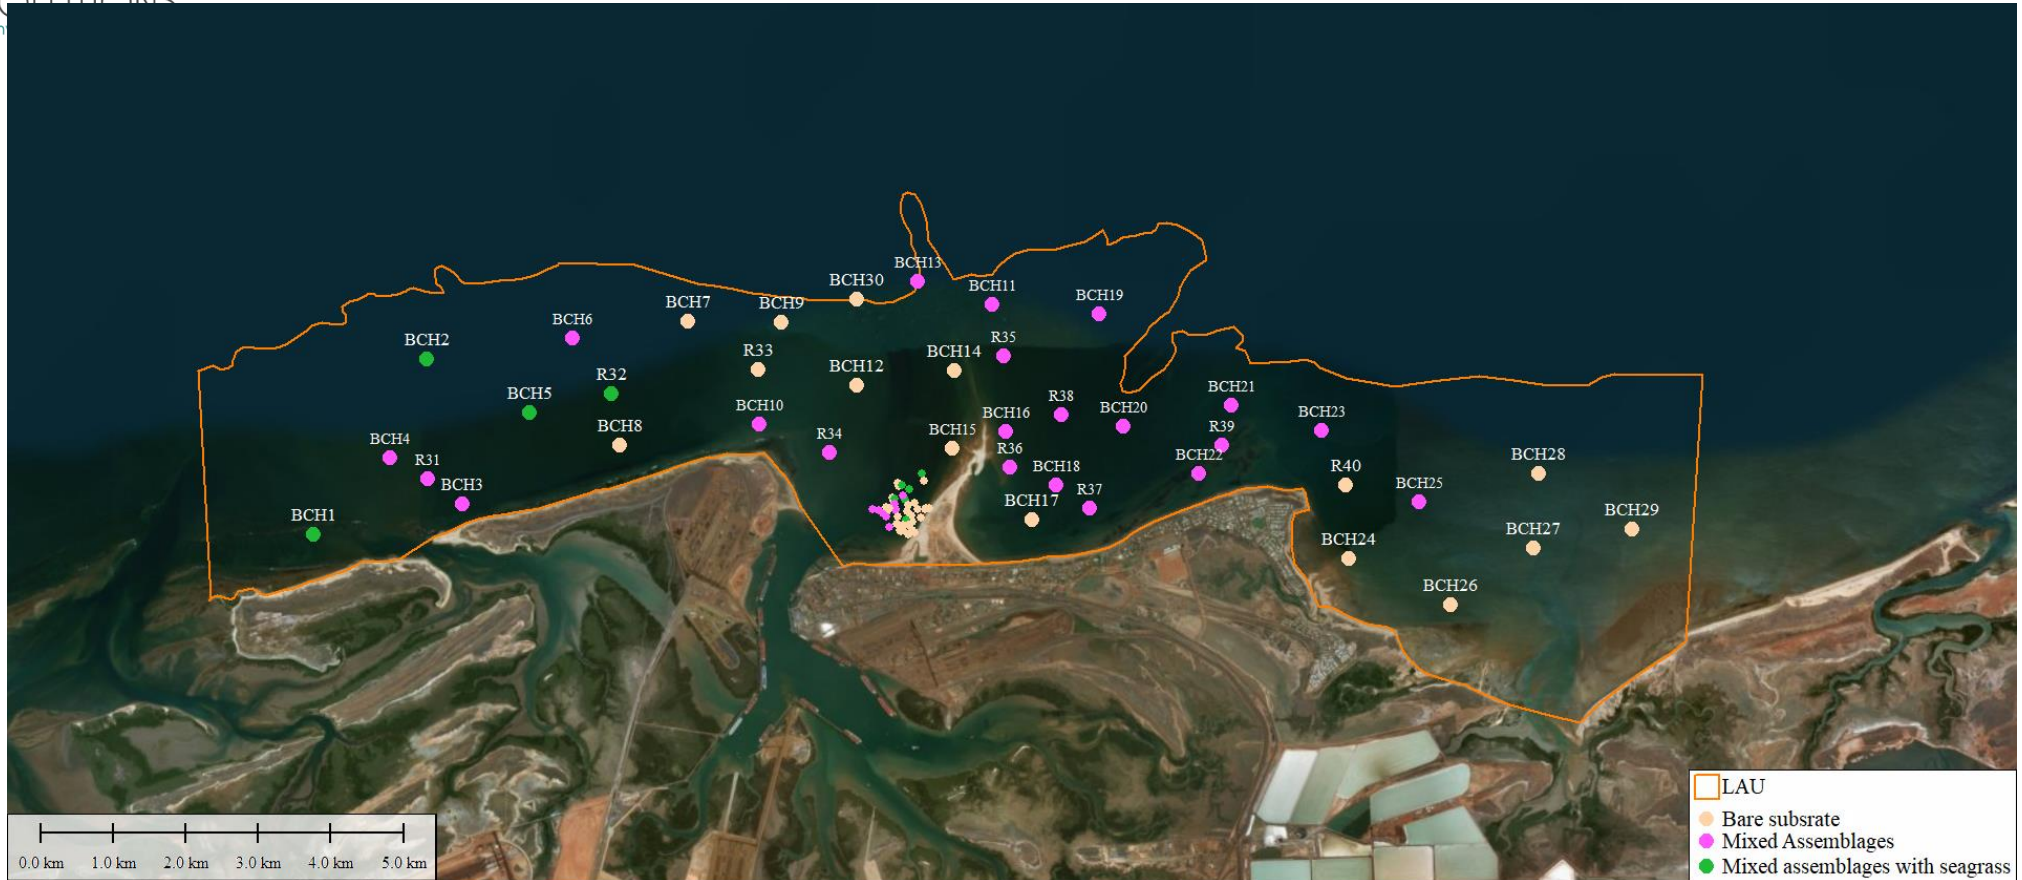 BCH13
BCH30
BCH11
BCH19
BCH7
BCH9
BCH6
BCH2
R35
R33
BCH14
BCH12
R32
BCH5
BCH21
R38
BCH10
BCH20
BCH16
BCH23
BCH8
BCH15
R34
R39
BCH4
R31
R36
BCH22
BCH18
BCH28
R40
BCH3
BCH25
R37
BCH17
BCH1
BCH29
BCH27
BCH24
BCH26
LAU
Bare subsrate
Mixed Assemblages
Mixed assemblages with seagrass
0.0 km 1.0 km 2.0 km 3.0 km 4.0 km 5.0 km